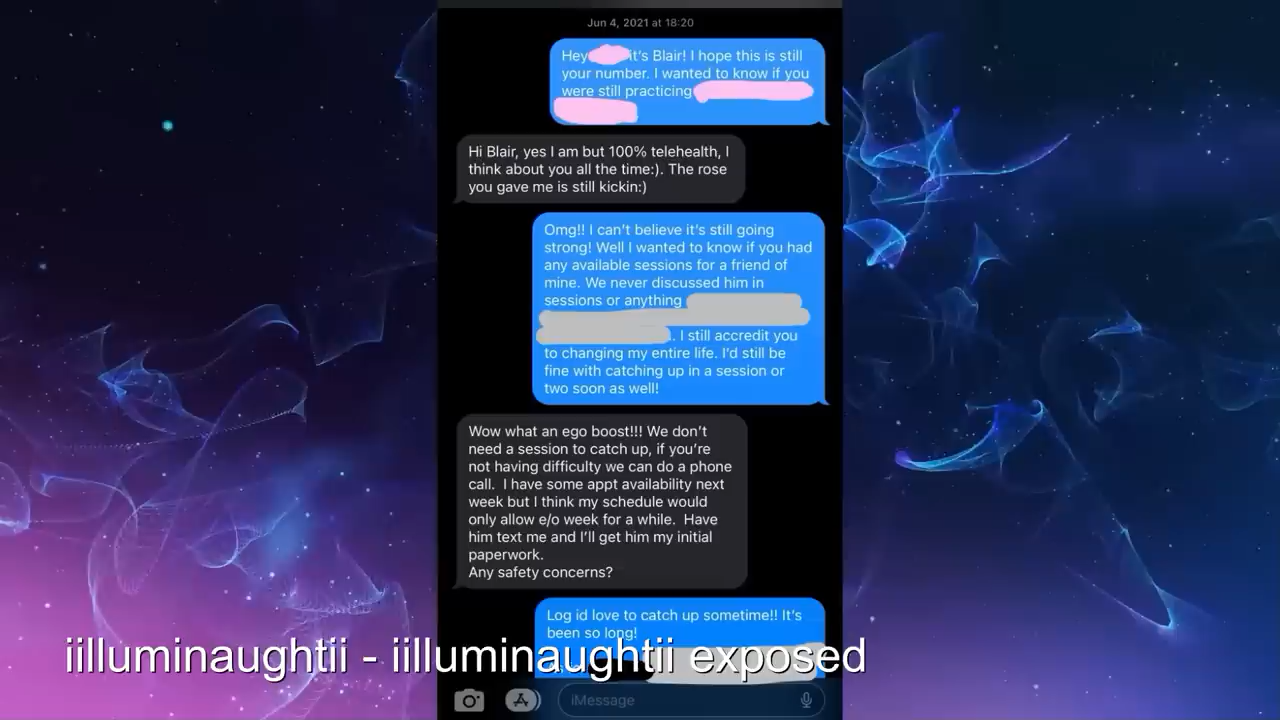 Jun 4, 2021 at 18:20
Hey it's Blair! I hope this is still
your number. I wanted to know if you
were still practicing
Hi Blair, yes I am but 100% telehealth, I
think about you all the time:). The rose
you gave me is still kickin:)
Omg!! I can't believe it's still going
strong! Well I wanted to know if you had
any available sessions for a friend of
mine. We never discussed him in
sessions or anything
. I still accredit you
to changing my entire life. I'd still be
fine with catching up in a session or
two soon as well!
Wow what an ego boost!!! We don't
need a session to catch up, if you're
not having difficulty we can do a phone
call. I have some appt availability next
week but I think my schedule would
only allow e/o week for a while. Have
him text me and I'll get him my initial
paperwork.
Any safety concerns?
Log id love to catch up sometime!! It's
been so long!
iilluminaughtii - iilluminaughtii exposed
iMessage